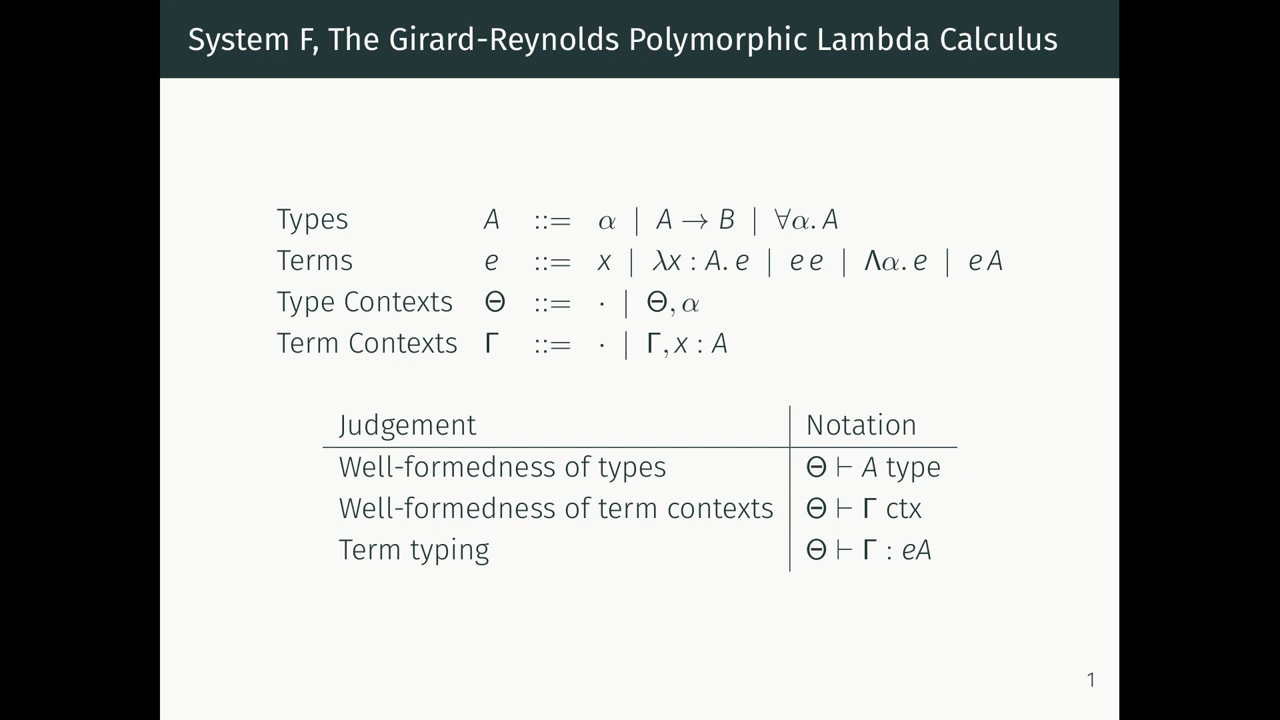 System F, The Girard-Reynolds Polymorphic Lambda Calculus
Types A ::= α | A → B | ∀α. A
Terms e ::= x | λx : A. e | e e | Λα. e | e A
Type Contexts Θ ::= · | Θ, α
Term Contexts Γ ::= · | Γ, x : A
Judgement Notation
Well-formedness of types Θ ⊢ A type
Well-formedness of term contexts Θ ⊢ Γ ctx
Term typing Θ ⊢ Γ : eA
1